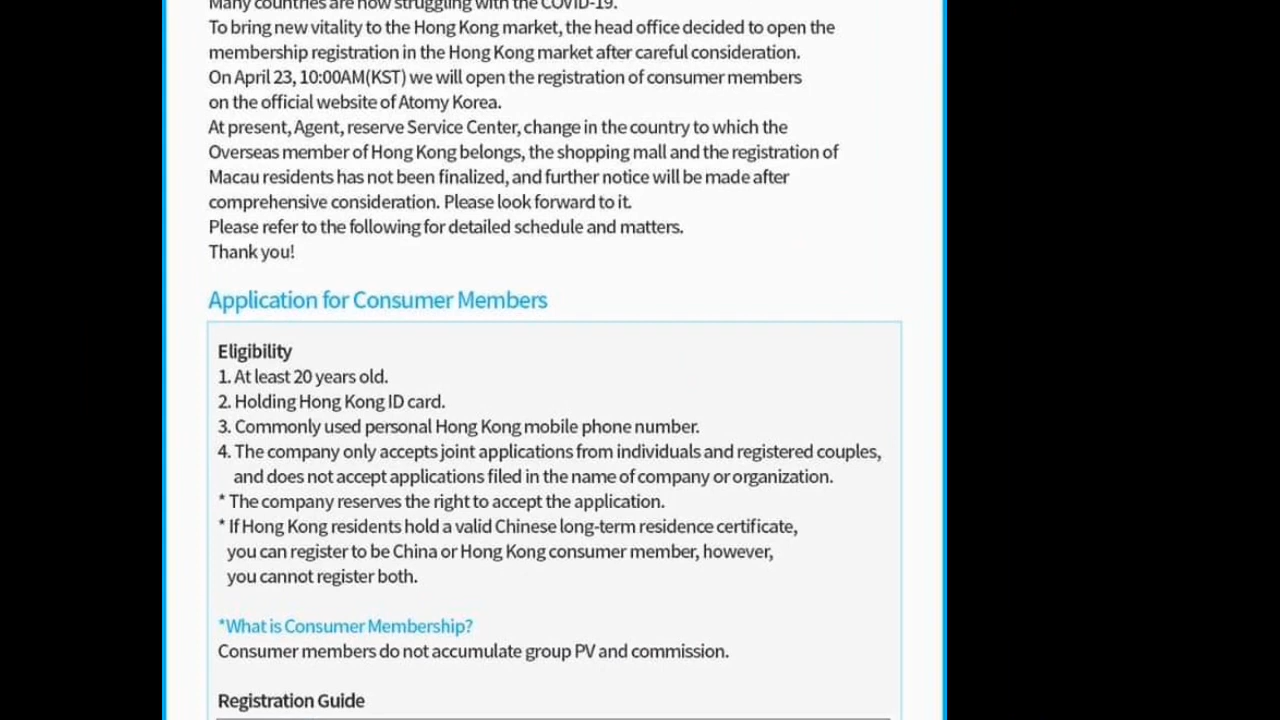 Many countries are now struggling with the COVID-19.
To bring new vitality to the Hong Kong market, the head office decided to open the
membership registration in the Hong Kong market after careful consideration.
On April 23, 10:00AM(KST) we will open the registration of consumer members
on the official website of Atomy Korea.
At present, Agent, reserve Service Center, change in the country to which the
Overseas member of Hong Kong belongs, the shopping mall and the registration of
Macau residents has not been finalized, and further notice will be made after
comprehensive consideration. Please look forward to it.
Please refer to the following for detailed schedule and matters.
Thank you!
Application for Consumer Members
Eligibility
1. At least 20 years old.
2. Holding Hong Kong ID card.
3. Commonly used personal Hong Kong mobile phone number.
4. The company only accepts joint applications from individuals and registered couples,
and does not accept applications filed in the name of company or organization.
* The company reserves the right to accept the application.
* If Hong Kong residents hold a valid Chinese long-term residence certificate,
you can register to be China or Hong Kong consumer member, however,
you cannot register both.
*What is Consumer Membership?
Consumer members do not accumulate group PV and commission.
Registration Guide